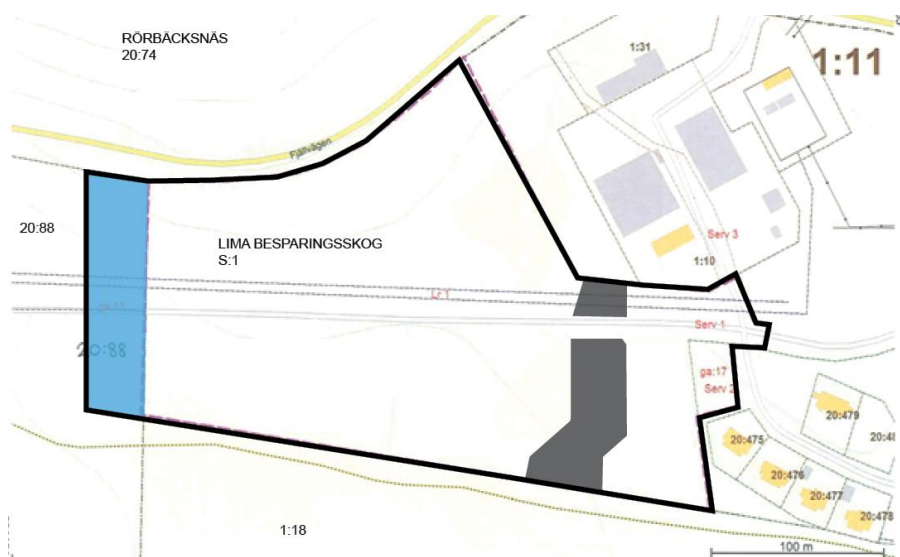 RÖRBÄCKSNÄS
20:74
1:31
1:11
Fjällvägen
20:88
LIMA BESPARINGSSKOG
S:1
Serv 3
1:10
Lr 1
Serv 1
20:88
ga:17
Serv 2
20:479
20:475
20:476
20:477
20:478
1:18
100 m